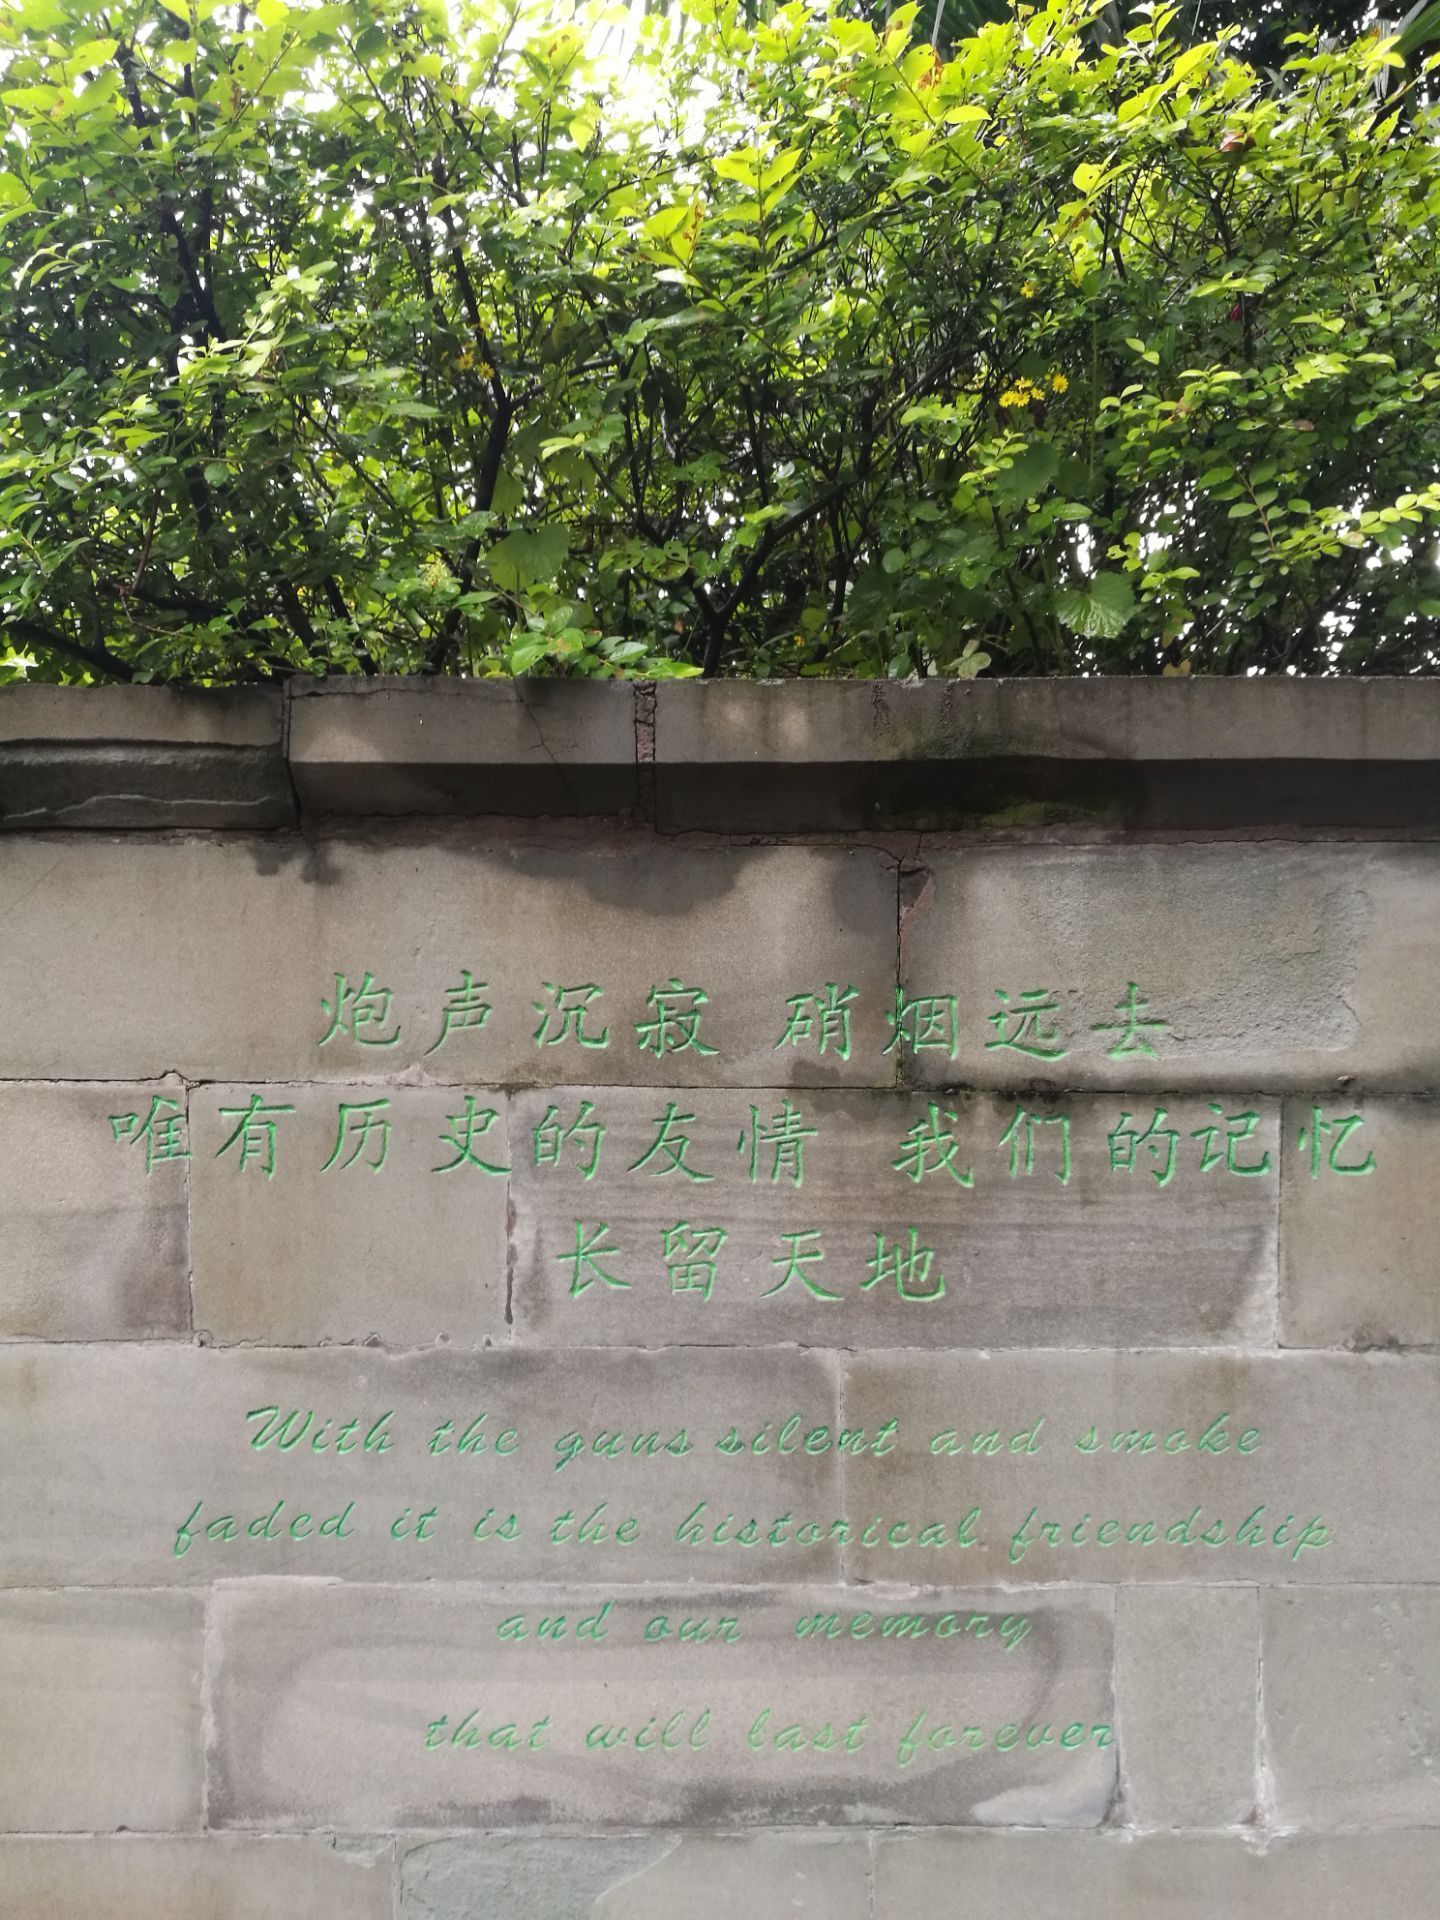 炮声沉寂 硝烟远去
唯有历史的友情 我们的记忆
长留天地
With the guns silent and smoke
faded it is the historical friendship
and our memory
that will last forever